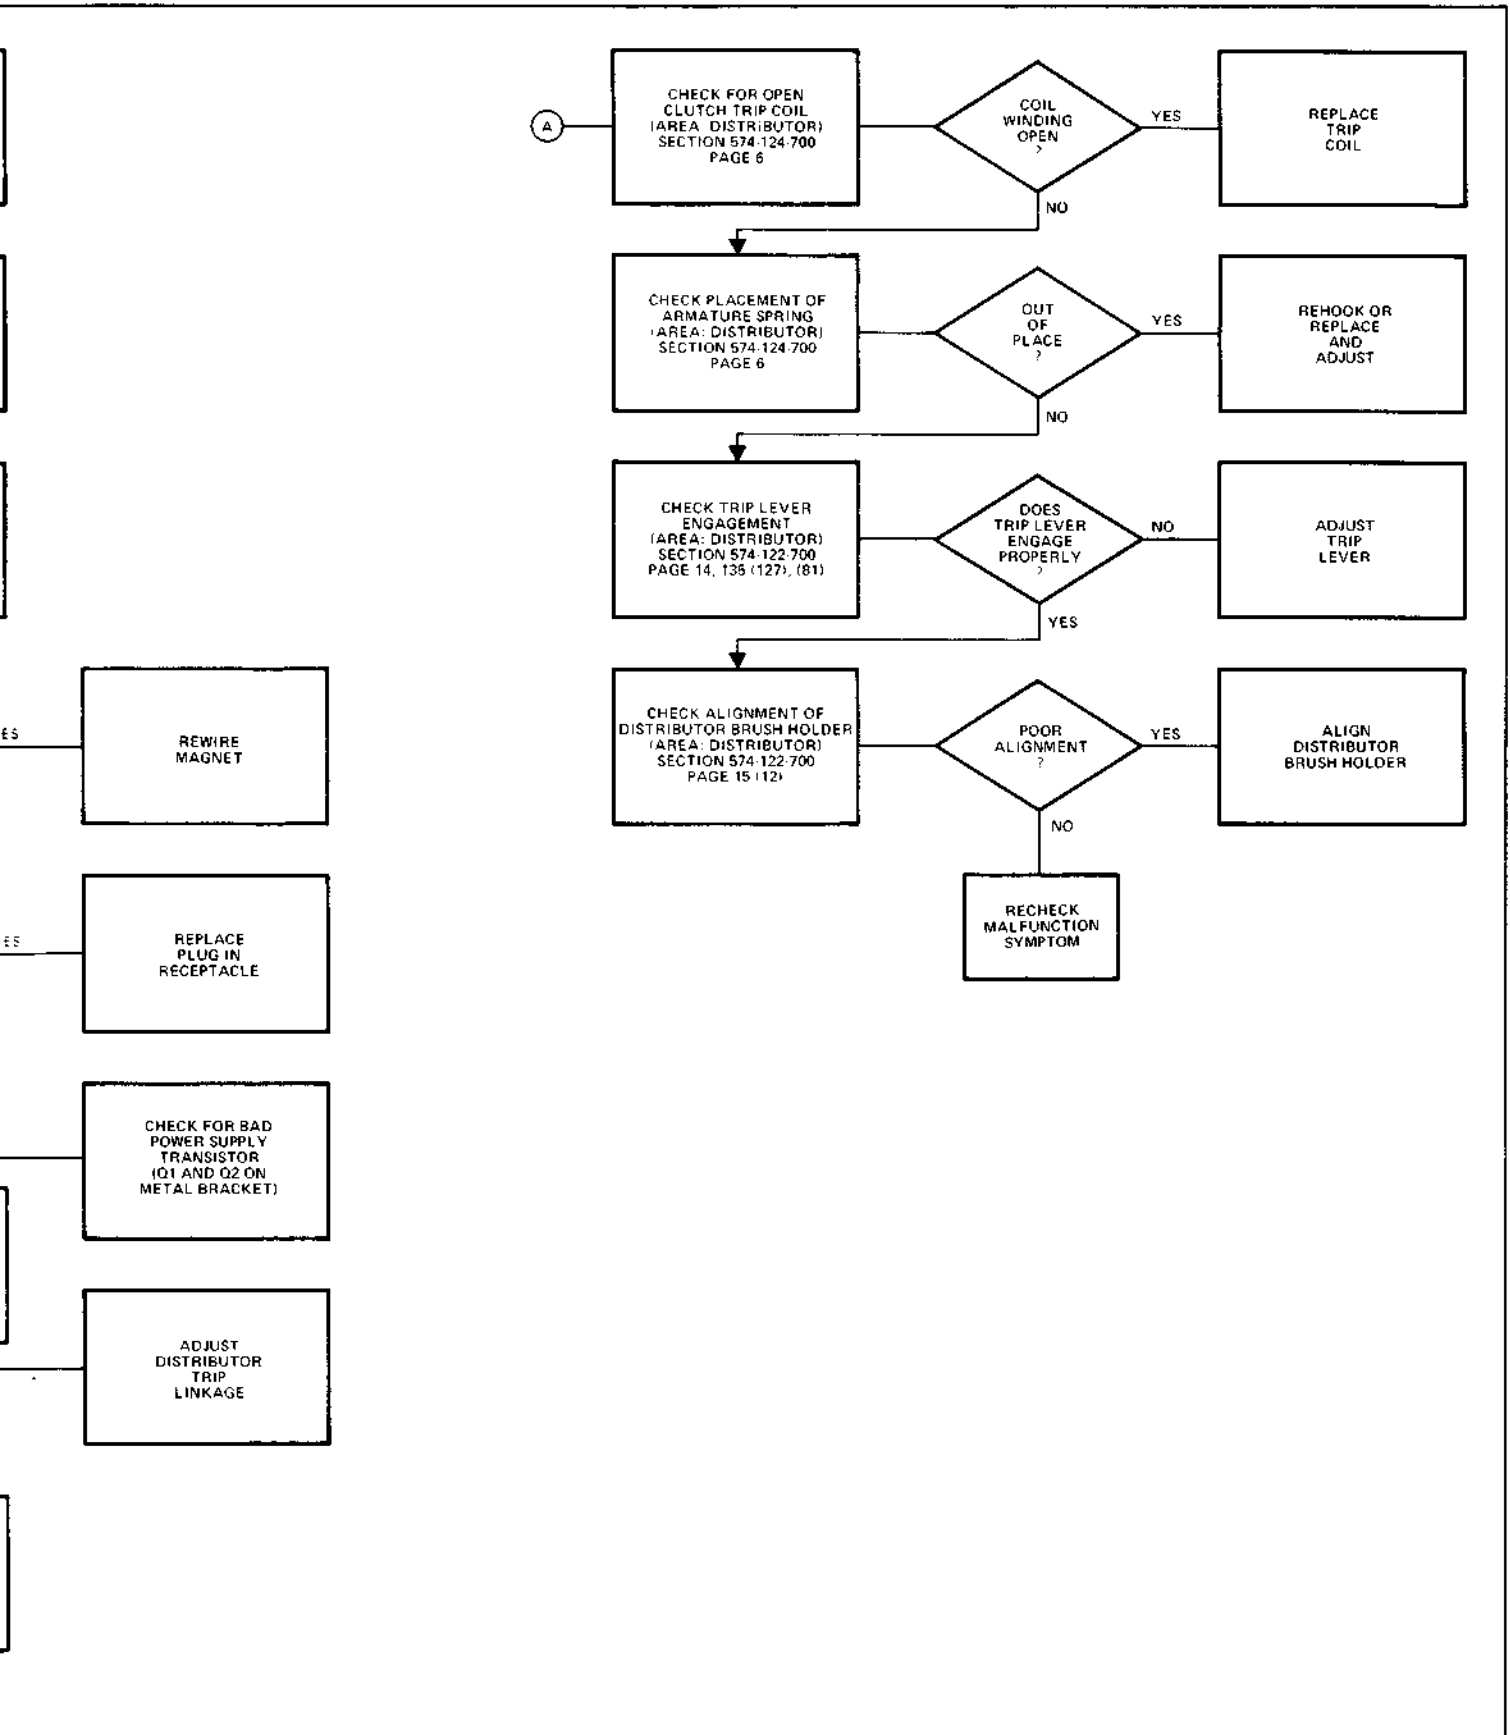 A
CHECK FOR OPEN
CLUTCH TRIP COIL
(AREA DISTRIBUTOR)
SECTION 574-124-700
PAGE 6
COIL
WINDING
OPEN
?
YES
REPLACE
TRIP
COIL
NO
CHECK PLACEMENT OF
ARMATURE SPRING
(AREA: DISTRIBUTOR)
SECTION 574-124-700
PAGE 6
OUT
OF
PLACE
?
YES
REHOOK OR
REPLACE
AND
ADJUST
NO
CHECK TRIP LEVER
ENGAGEMENT
(AREA: DISTRIBUTOR)
SECTION 574-122-700
PAGE 14, 135 (127), (81)
DOES
TRIP LEVER
ENGAGE
PROPERLY
?
NO
ADJUST
TRIP
LEVER
YES
CHECK ALIGNMENT OF
DISTRIBUTOR BRUSH HOLDER
(AREA: DISTRIBUTOR)
SECTION 574-122-700
PAGE 15 (12)
POOR
ALIGNMENT
?
YES
ALIGN
DISTRIBUTOR
BRUSH HOLDER
NO
RECHECK
MALFUNCTION
SYMPTOM
ES
REWIRE
MAGNET
ES
REPLACE
PLUG IN
RECEPTACLE
CHECK FOR BAD
POWER SUPPLY
TRANSISTOR
(Q1 AND Q2 ON
METAL BRACKET)
ADJUST
DISTRIBUTOR
TRIP
LINKAGE